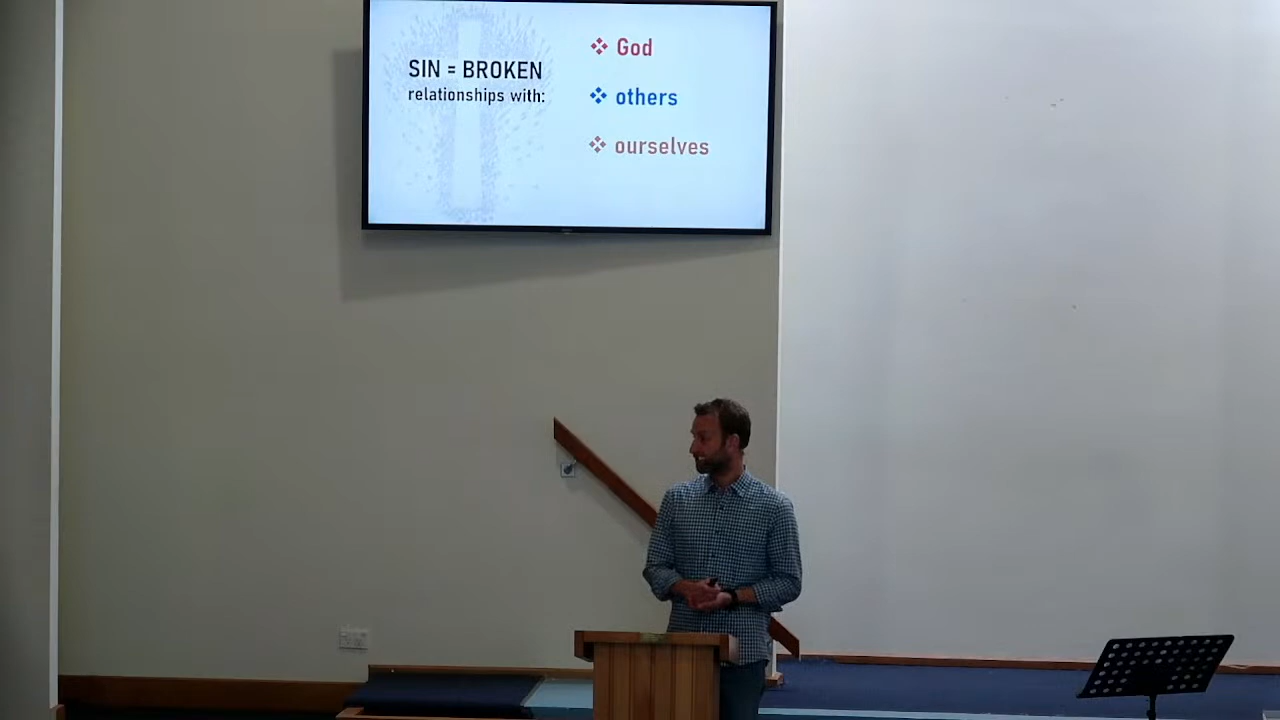 SIN = BROKEN
relationships with:
God
others
ourselves